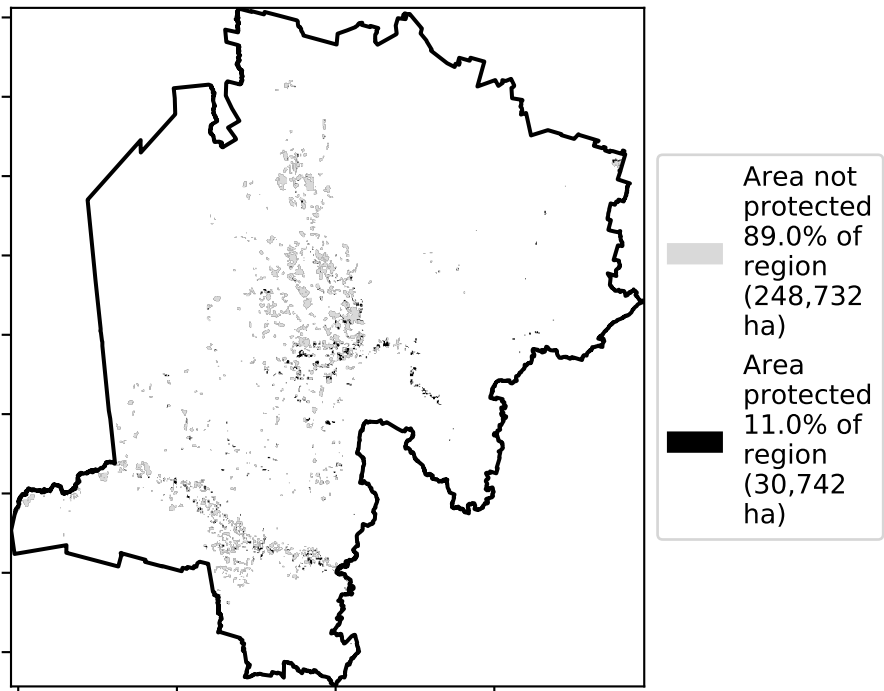 Area not
protected
89.0% of
region
(248,732
ha)
Area
protected
11.0% of
region
(30,742
ha)